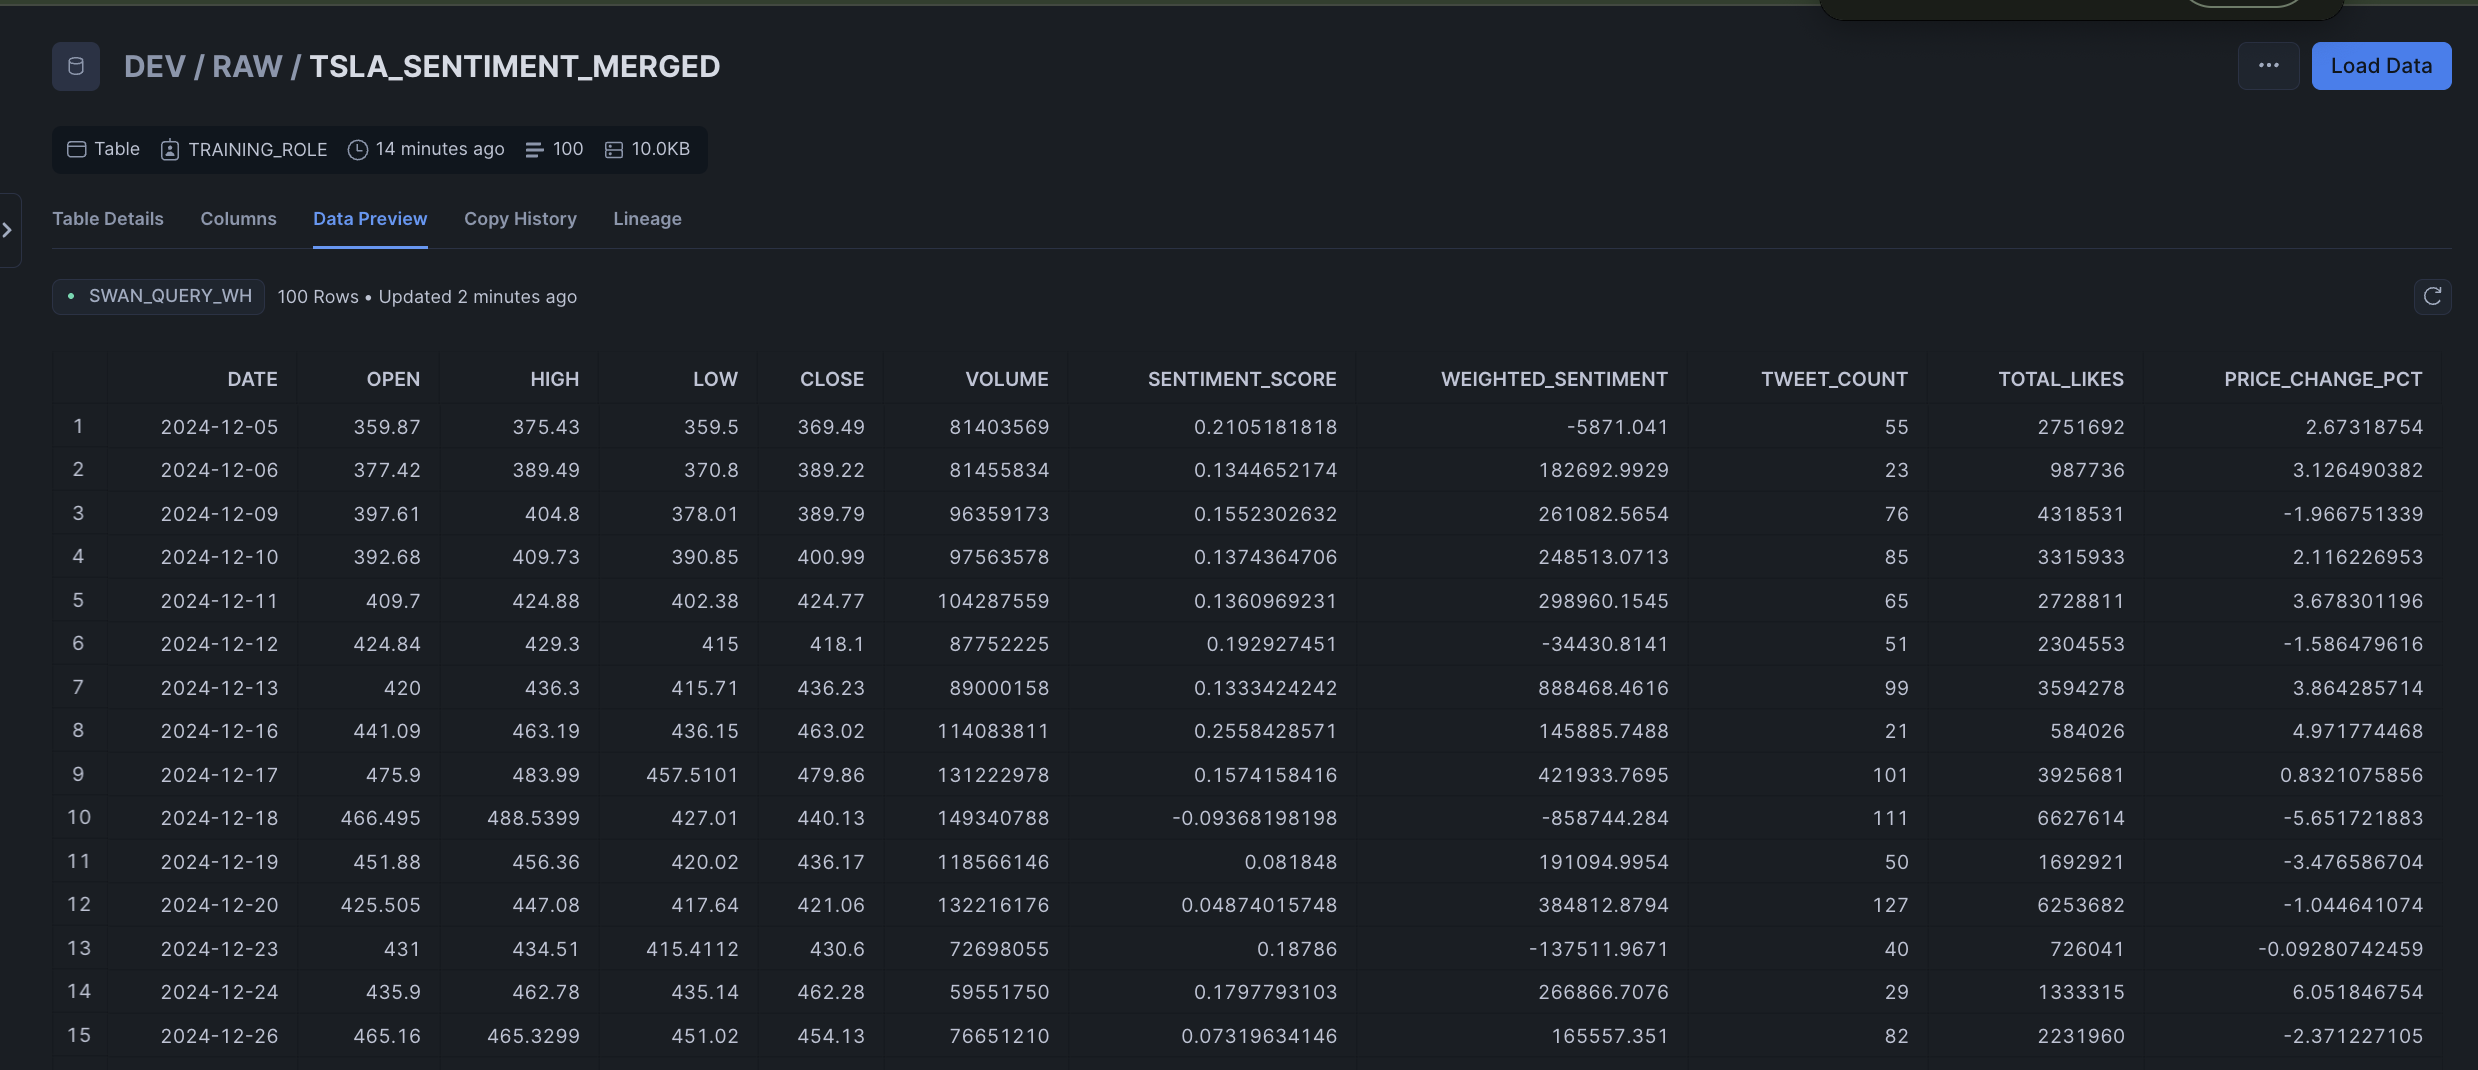 DEV / RAW / TSLA_SENTIMENT_MERGED
... Load Data
Table TRAINING_ROLE 14 minutes ago 100 10.0KB
Table Details Columns Data Preview Copy History Lineage
SWAN_QUERY_WH 100 Rows • Updated 2 minutes ago
DATE OPEN HIGH LOW CLOSE VOLUME SENTIMENT_SCORE WEIGHTED_SENTIMENT TWEET_COUNT TOTAL_LIKES PRICE_CHANGE_PCT
1 2024-12-05 359.87 375.43 359.5 369.49 81403569 0.2105181818 -5871.041 55 2751692 2.67318754
2 2024-12-06 377.42 389.49 370.8 389.22 81455834 0.1344652174 182692.9929 23 987736 3.126490382
3 2024-12-09 397.61 404.8 378.01 389.79 96359173 0.1552302632 261082.5654 76 4318531 -1.966751339
4 2024-12-10 392.68 409.73 390.85 400.99 97563578 0.1374364706 248513.0713 85 3315933 2.116226953
5 2024-12-11 409.7 424.88 402.38 424.77 104287559 0.1360969231 298960.1545 65 2728811 3.678301196
6 2024-12-12 424.84 429.3 415 418.1 87752225 0.192927451 -34430.8141 51 2304553 -1.586479616
7 2024-12-13 420 436.3 415.71 436.23 89000158 0.1333424242 888468.4616 99 3594278 3.864285714
8 2024-12-16 441.09 463.19 436.15 463.02 114083811 0.2558428571 145885.7488 21 584026 4.971774468
9 2024-12-17 475.9 483.99 457.5101 479.86 131222978 0.1574158416 421933.7695 101 3925681 0.8321075856
10 2024-12-18 466.495 488.5399 427.01 440.13 149340788 -0.09368198198 -858744.284 111 6627614 -5.651721883
11 2024-12-19 451.88 456.36 420.02 436.17 118566146 0.081848 191094.9954 50 1692921 -3.476586704
12 2024-12-20 425.505 447.08 417.64 421.06 132216176 0.04874015748 384812.8794 127 6253682 -1.044641074
13 2024-12-23 431 434.51 415.4112 430.6 72698055 0.18786 -137511.9671 40 726041 -0.09280742459
14 2024-12-24 435.9 462.78 435.14 462.28 59551750 0.1797793103 266866.7076 29 1333315 6.051846754
15 2024-12-26 465.16 465.3299 451.02 454.13 76651210 0.07319634146 165557.351 82 2231960 -2.371227105